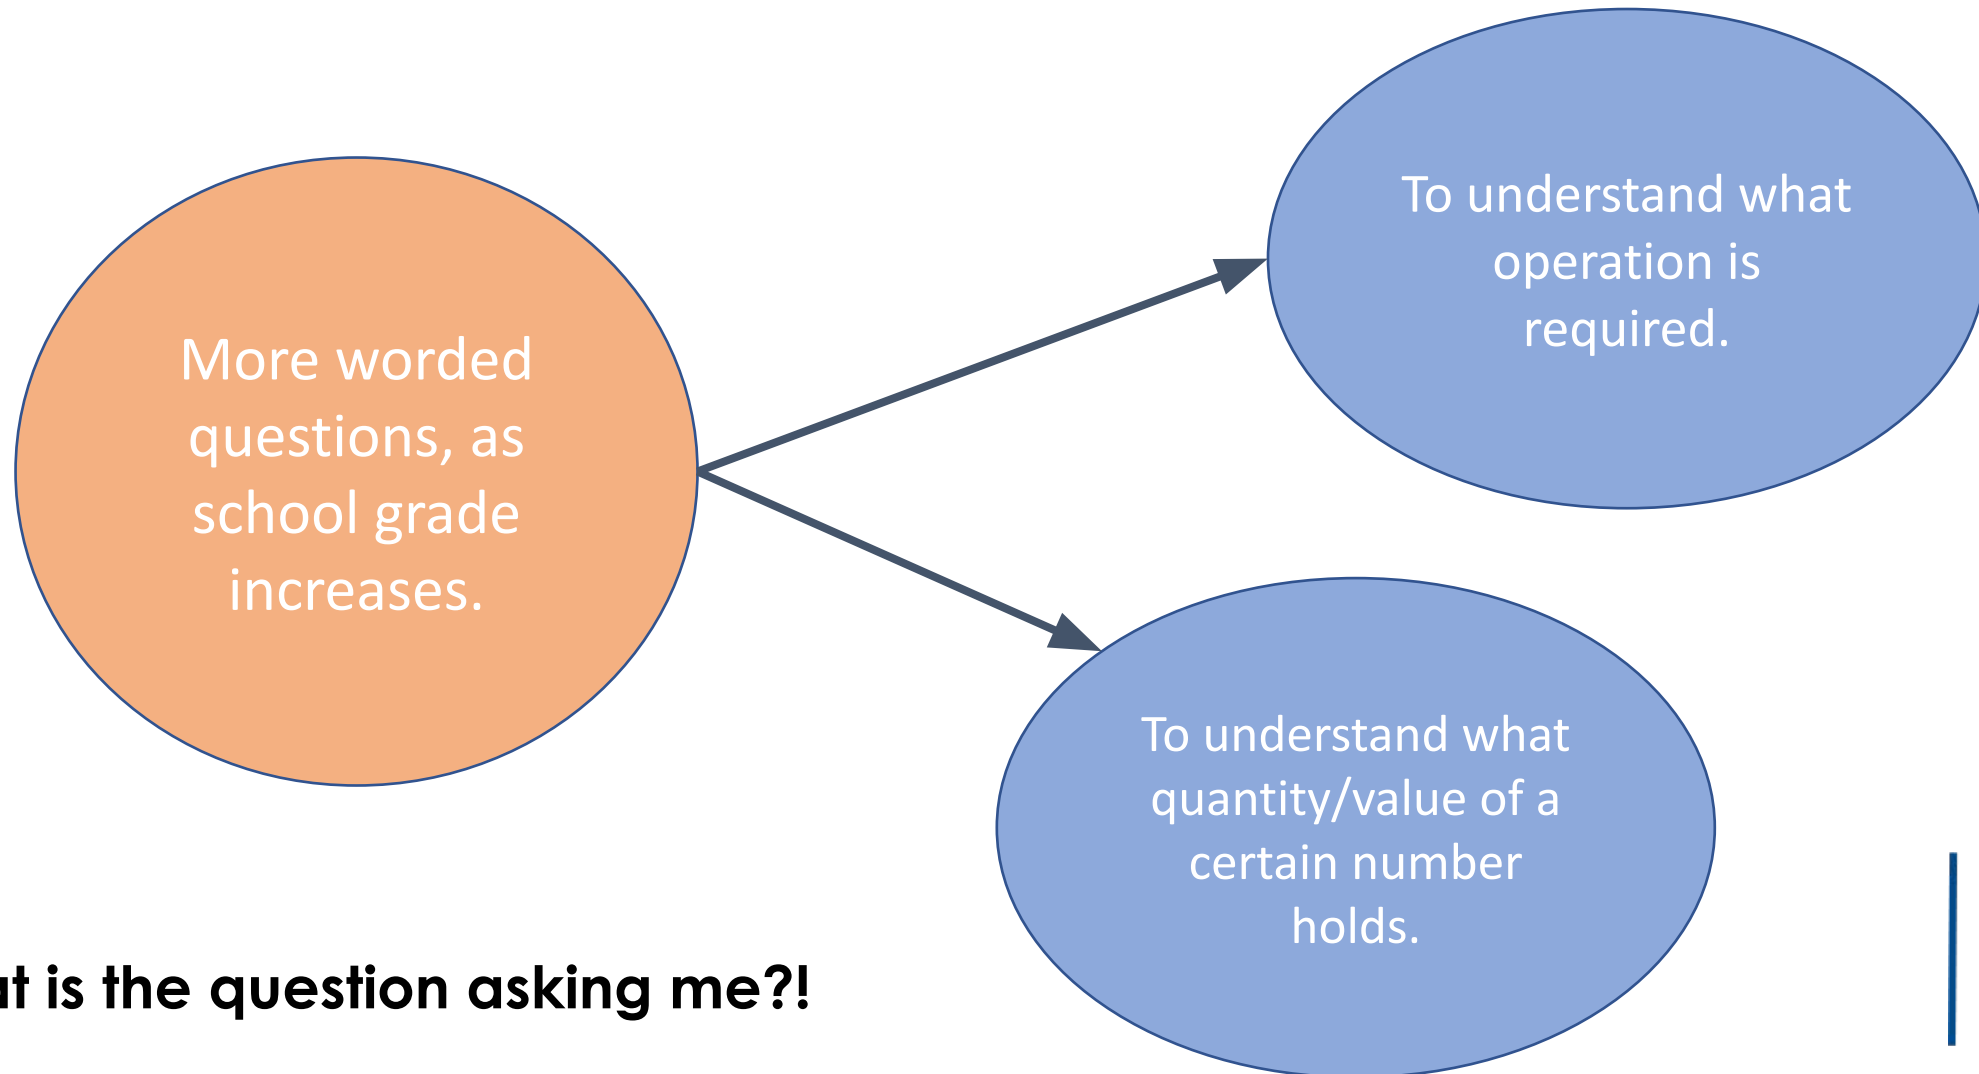 More worded
questions, as
school grade
increases.
To understand what
operation is
required.
To understand what
quantity/value of a
certain number
holds.
is the question asking me?!